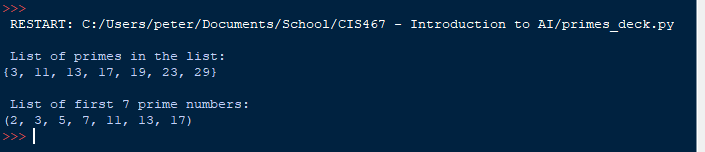 >>>
RESTART: C:/Users/peter/Documents/School/CIS467 - Introduction to AI/primes_deck.py
List of primes in the list:
{3, 11, 13, 17, 19, 23, 29}
List of first 7 prime numbers:
(2, 3, 5, 7, 11, 13, 17)
>>>